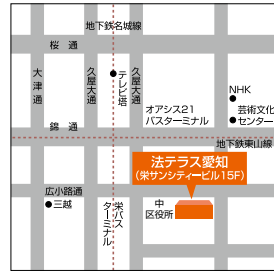 地下鉄名城線
桜通
大津通
久屋大通
テレビ塔
久屋大通
NHK
オアシス21
バスターミナル
芸術文化
センター
錦通
地下鉄東山線
法テラス愛知
(栄サンシティービル15F)
広小路通
三越
栄バス
ターミナル
中
区役所